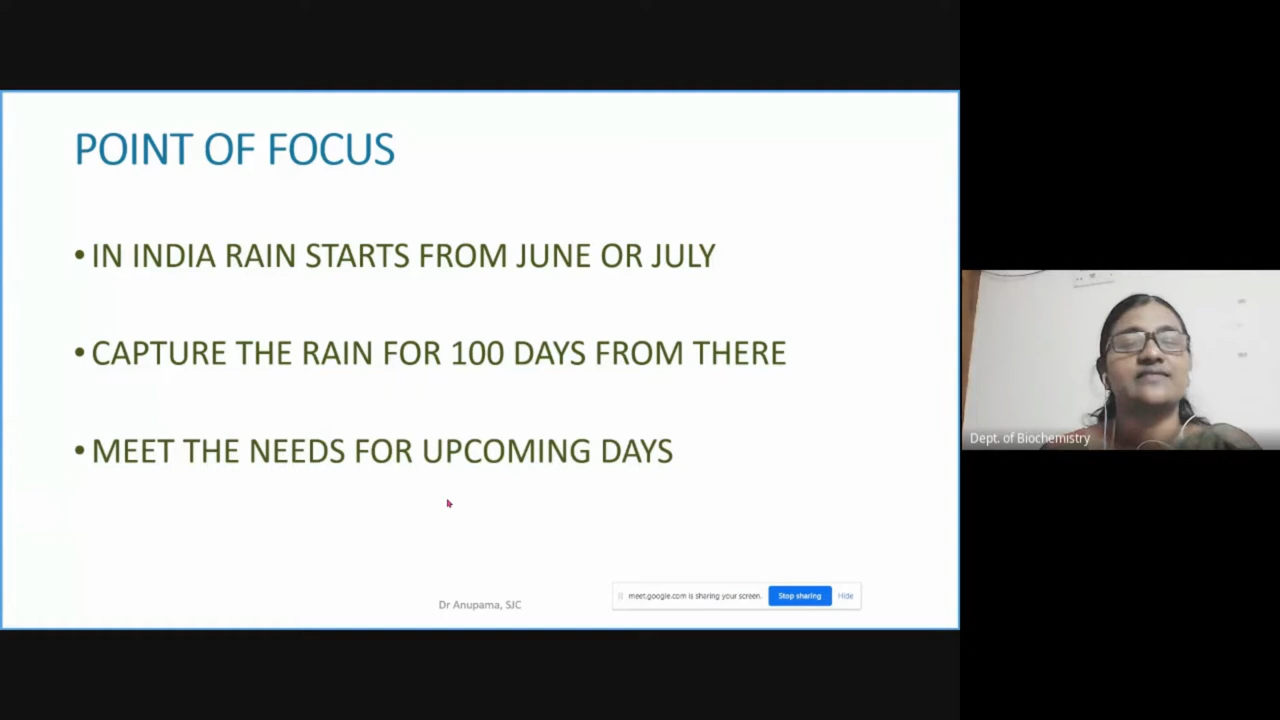 POINT OF FOCUS
• IN INDIA RAIN STARTS FROM JUNE OR JULY
• CAPTURE THE RAIN FOR 100 DAYS FROM THERE
• MEET THE NEEDS FOR UPCOMING DAYS
Dr Anupama, SJC
meet.google.com is sharing your screen. Stop sharing Hide
Dept. of Biochemistry